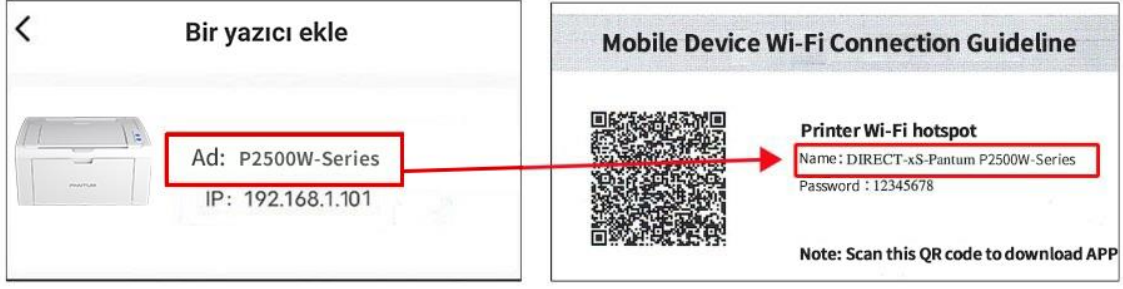 Bir yazıcı ekle
Ad: P2500W-Series
IP: 192.168.1.101
PANTUM
Mobile Device Wi-Fi Connection Guideline
Printer Wi-Fi hotspot
Name: DIRECT-xS-Pantum P2500W-Series
Password : 12345678
Note: Scan this QR code to download APP